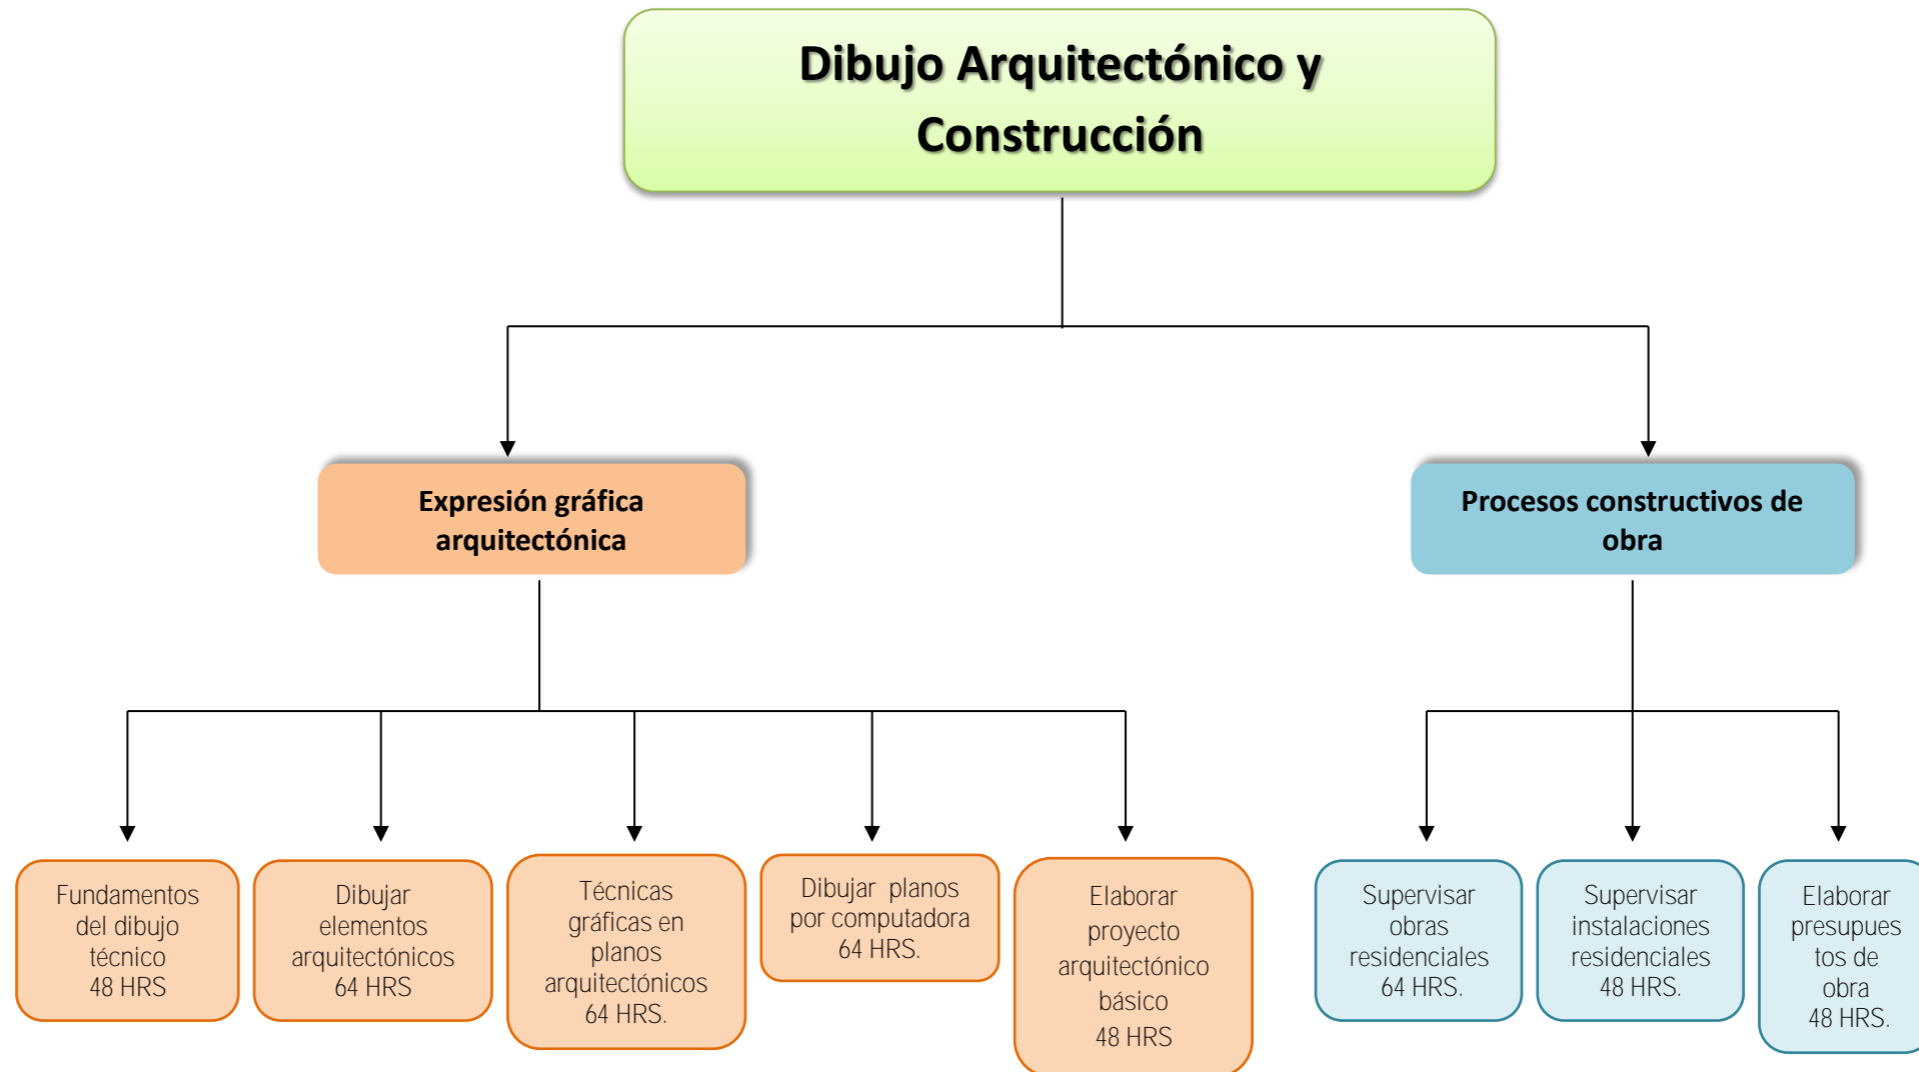 Dibujo Arquitectónico y
Construcción
Expresión gráfica
arquitectónica
Procesos constructivos de
obra
Fundamentos
del dibujo
técnico
48 HRS
Dibujar
elementos
arquitectónicos
64 HRS
Técnicas
gráficas en
planos
arquitectónicos
64 HRS.
Dibujar planos
por computadora
64 HRS.
Elaborar
proyecto
arquitectónico
básico
48 HRS
Supervisar
obras
residenciales
64 HRS.
Supervisar
instalaciones
residenciales
48 HRS.
Elaborar
presupues
tos de
obra
48 HRS.